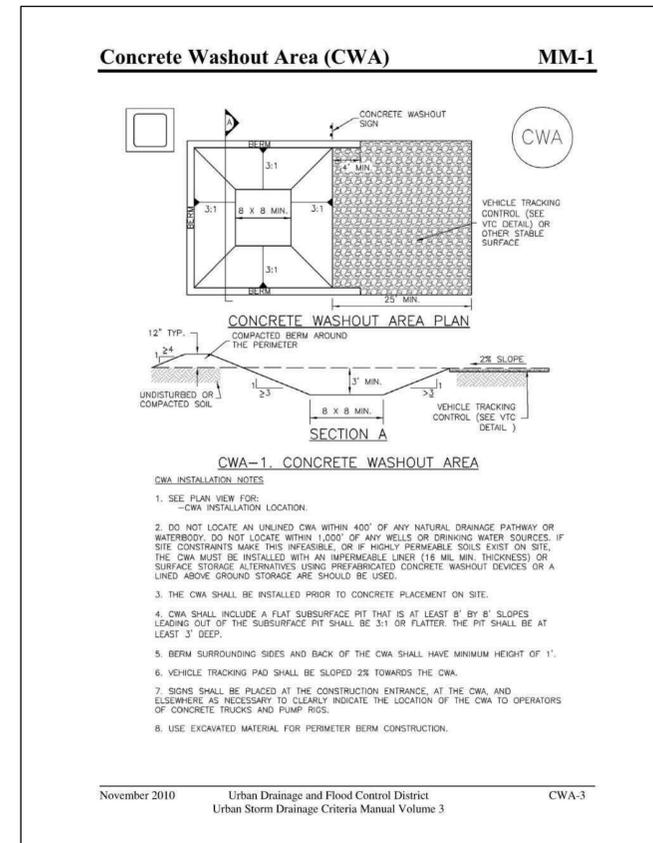 Concrete Washout Area (CWA) MM-1
CONCRETE WASHOUT
SIGN
A
CWA
BERM
3:1
4' MIN.
BERM
3:1
8 X 8 MIN.
3:1
VEHICLE TRACKING
CONTROL (SEE
VTC DETAIL) OR
OTHER STABLE
SURFACE
3:1
BERM
25' MIN.
CONCRETE WASHOUT AREA PLAN
12" TYP.
COMPACTED BERM AROUND
THE PERIMETER
≥4
1
2% SLOPE
UNDISTURBED OR
COMPACTED SOIL
1
≥3
3' MIN.
1
>3
8 X 8 MIN.
VEHICLE TRACKING
CONTROL (SEE VTC
DETAIL )
SECTION A
CWA-1. CONCRETE WASHOUT AREA
CWA INSTALLATION NOTES
1. SEE PLAN VIEW FOR:
-CWA INSTALLATION LOCATION.
2. DO NOT LOCATE AN UNLINED CWA WITHIN 400' OF ANY NATURAL DRAINAGE PATHWAY OR
WATERBODY. DO NOT LOCATE WITHIN 1,000' OF ANY WELLS OR DRINKING WATER SOURCES. IF
SITE CONSTRAINTS MAKE THIS INFEASIBLE, OR IF HIGHLY PERMEABLE SOILS EXIST ON SITE,
THE CWA MUST BE INSTALLED WITH AN IMPERMEABLE LINER (16 MIL MIN. THICKNESS) OR
SURFACE STORAGE ALTERNATIVES USING PREFABRICATED CONCRETE WASHOUT DEVICES OR A
LINED ABOVE GROUND STORAGE ARE SHOULD BE USED.
3. THE CWA SHALL BE INSTALLED PRIOR TO CONCRETE PLACEMENT ON SITE.
4. CWA SHALL INCLUDE A FLAT SUBSURFACE PIT THAT IS AT LEAST 8' BY 8' SLOPES
LEADING OUT OF THE SUBSURFACE PIT SHALL BE 3:1 OR FLATTER. THE PIT SHALL BE AT
LEAST 3' DEEP.
5. BERM SURROUNDING SIDES AND BACK OF THE CWA SHALL HAVE MINIMUM HEIGHT OF 1'.
6. VEHICLE TRACKING PAD SHALL BE SLOPED 2% TOWARDS THE CWA.
7. SIGNS SHALL BE PLACED AT THE CONSTRUCTION ENTRANCE, AT THE CWA, AND
ELSEWHERE AS NECESSARY TO CLEARLY INDICATE THE LOCATION OF THE CWA TO OPERATORS
OF CONCRETE TRUCKS AND PUMP RIGS.
8. USE EXCAVATED MATERIAL FOR PERIMETER BERM CONSTRUCTION.
November 2010 Urban Drainage and Flood Control District CWA-3
Urban Storm Drainage Criteria Manual Volume 3